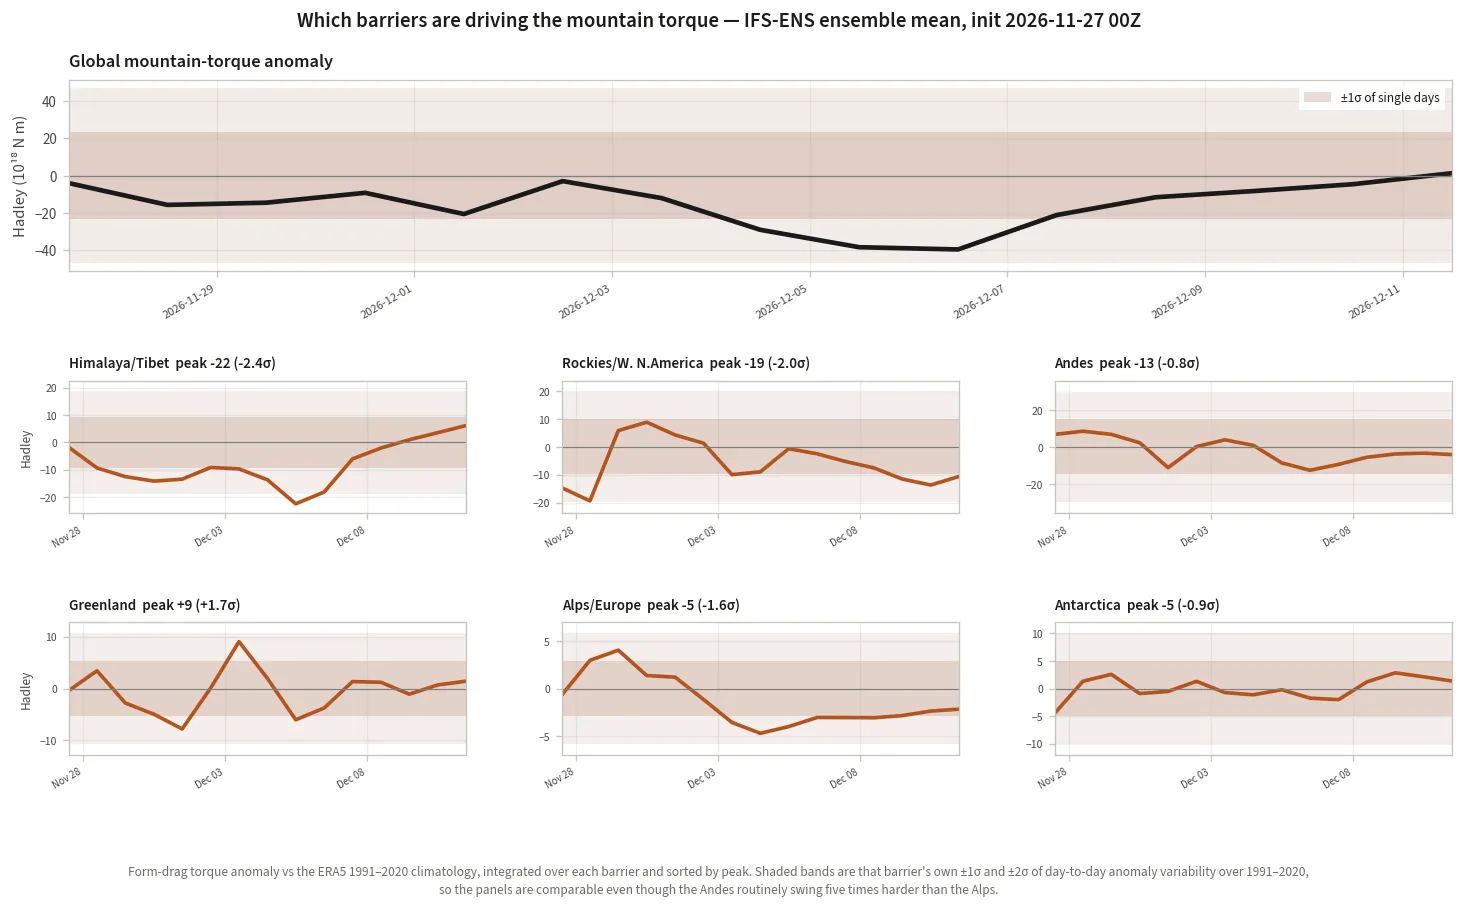 Which barriers are driving the mountain torque — IFS-ENS ensemble mean, init 2026-11-27 00Z
Global mountain-torque anomaly
±1σ of single days
Hadley (10¹⁸ N m)
40
20
0
−20
−40
2026-11-29
2026-12-01
2026-12-03
2026-12-05
2026-12-07
2026-12-09
2026-12-11
Himalaya/Tibet peak -22 (-2.4σ)
Hadley
20
10
0
−10
−20
Nov 28
Dec 03
Dec 08
Rockies/W. N.America peak -19 (-2.0σ)
20
10
0
−10
−20
Nov 28
Dec 03
Dec 08
Andes peak -13 (-0.8σ)
20
0
−20
Nov 28
Dec 03
Dec 08
Greenland peak +9 (+1.7σ)
Hadley
10
0
−10
Nov 28
Dec 03
Dec 08
Alps/Europe peak -5 (-1.6σ)
5
0
−5
Nov 28
Dec 03
Dec 08
Antarctica peak -5 (-0.9σ)
10
5
0
−5
−10
Nov 28
Dec 03
Dec 08
Form-drag torque anomaly vs the ERA5 1991–2020 climatology, integrated over each barrier and sorted by peak. Shaded bands are that barrier's own ±1σ and ±2σ of day-to-day anomaly variability over 1991–2020,
so the panels are comparable even though the Andes routinely swing five times harder than the Alps.